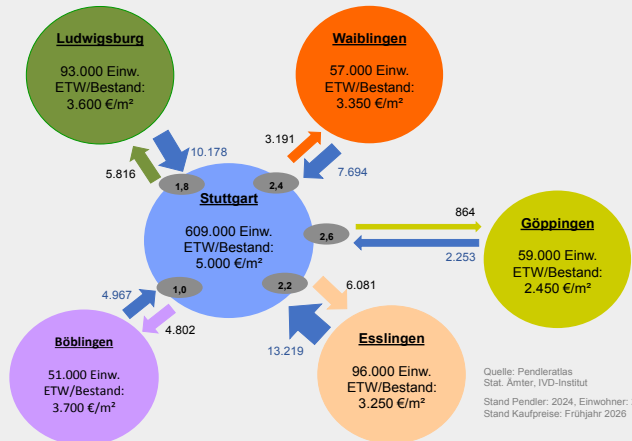 Ludwigsburg
93.000 Einw.
ETW/Bestand:
3.600 €/m²
Waiblingen
57.000 Einw.
ETW/Bestand:
3.350 €/m²
3.191
10.178
7.694
5.816
1,8
2,4
Stuttgart
609.000 Einw.
ETW/Bestand:
5.000 €/m²
2,6
864
2.253
Göppingen
59.000 Einw.
ETW/Bestand:
2.450 €/m²
1,0
2,2
4.967
4.802
6.081
13.219
Böblingen
51.000 Einw.
ETW/Bestand:
3.700 €/m²
Esslingen
96.000 Einw.
ETW/Bestand:
3.250 €/m²
Quelle: Pendleratlas
Stat. Ämter, IVD-Institut
Stand Pendler: 2024, Einwohner:
Stand Kaufpreise: Frühjahr 2026